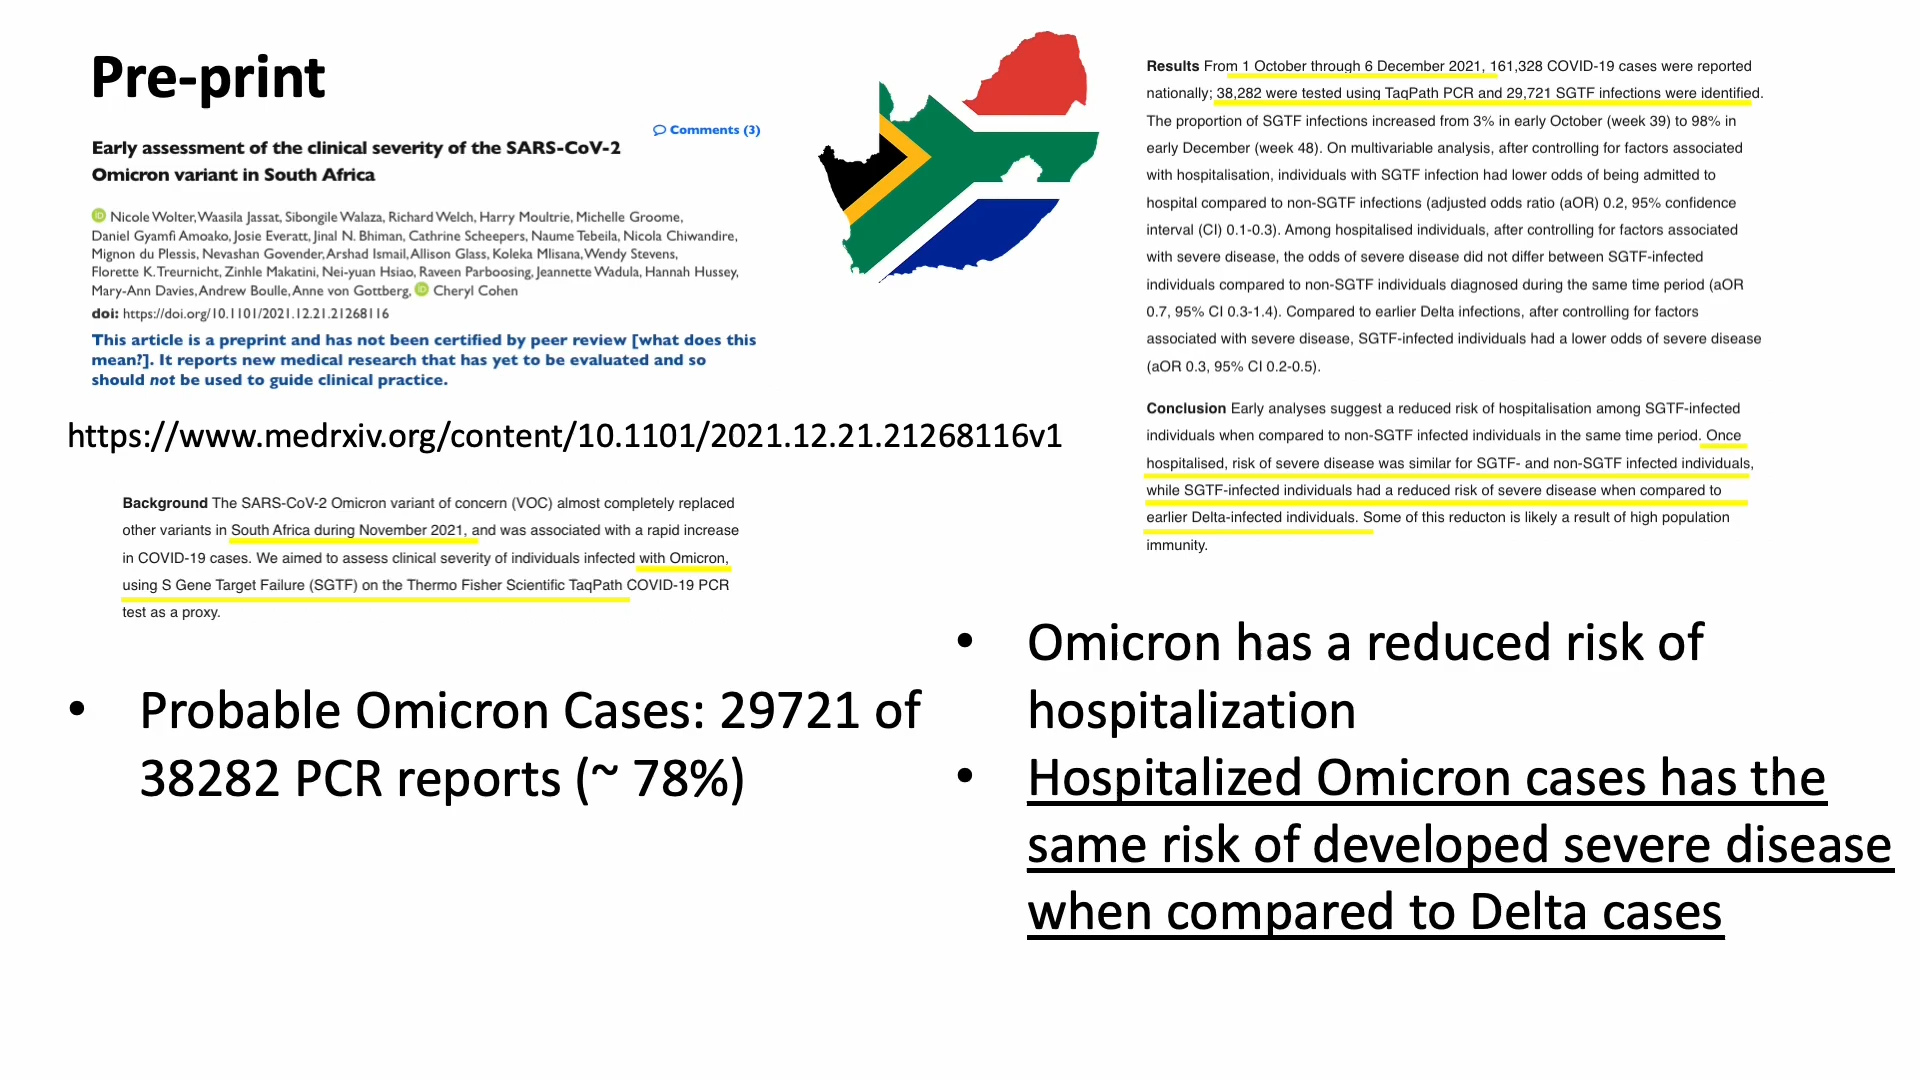 Pre-print
Comments (3)
Early assessment of the clinical severity of the SARS-CoV-2
Omicron variant in South Africa
Nicole Wolter, Waasila Jassat, Sibongile Walaza, Richard Welch, Harry Moultrie, Michelle Groome,
Daniel Gyamfi Amoako, Josie Everatt, Jinal N. Bhiman, Cathrine Scheepers, Naume Tebeila, Nicola Chiwandire,
Mignon du Plessis, Nevashan Govender, Arshad Ismail, Allison Glass, Koleka Mlisana, Wendy Stevens,
Florette K. Treurnicht, Zinhle Makatini, Nei-yuan Hsiao, Raveen Parboosing, Jeannette Wadula, Hannah Hussey,
Mary-Ann Davies, Andrew Boulle, Anne von Gottberg, iD Cheryl Cohen
doi: https://doi.org/10.1101/2021.12.21.21268116
This article is a preprint and has not been certified by peer review [what does this
mean?]. It reports new medical research that has yet to be evaluated and so
should not be used to guide clinical practice.
https://www.medrxiv.org/content/10.1101/2021.12.21.21268116v1
Background The SARS-CoV-2 Omicron variant of concern (VOC) almost completely replaced
other variants in South Africa during November 2021, and was associated with a rapid increase
in COVID-19 cases. We aimed to assess clinical severity of individuals infected with Omicron,
using S Gene Target Failure (SGTF) on the Thermo Fisher Scientific TaqPath COVID-19 PCR
test as a proxy.
• Probable Omicron Cases: 29721 of
38282 PCR reports (~ 78%)
Results From 1 October through 6 December 2021, 161,328 COVID-19 cases were reported
nationally; 38,282 were tested using TaqPath PCR and 29,721 SGTF infections were identified.
The proportion of SGTF infections increased from 3% in early October (week 39) to 98% in
early December (week 48). On multivariable analysis, after controlling for factors associated
with hospitalisation, individuals with SGTF infection had lower odds of being admitted to
hospital compared to non-SGTF infections (adjusted odds ratio (aOR) 0.2, 95% confidence
interval (CI) 0.1-0.3). Among hospitalised individuals, after controlling for factors associated
with severe disease, the odds of severe disease did not differ between SGTF-infected
individuals compared to non-SGTF individuals diagnosed during the same time period (aOR
0.7, 95% CI 0.3-1.4). Compared to earlier Delta infections, after controlling for factors
associated with severe disease, SGTF-infected individuals had a lower odds of severe disease
(aOR 0.3, 95% CI 0.2-0.5).
Conclusion Early analyses suggest a reduced risk of hospitalisation among SGTF-infected
individuals when compared to non-SGTF infected individuals in the same time period. Once
hospitalised, risk of severe disease was similar for SGTF- and non-SGTF infected individuals,
while SGTF-infected individuals had a reduced risk of severe disease when compared to
earlier Delta-infected individuals. Some of this reducton is likely a result of high population
immunity.
• Omicron has a reduced risk of
hospitalization
• Hospitalized Omicron cases has the
same risk of developed severe disease
when compared to Delta cases